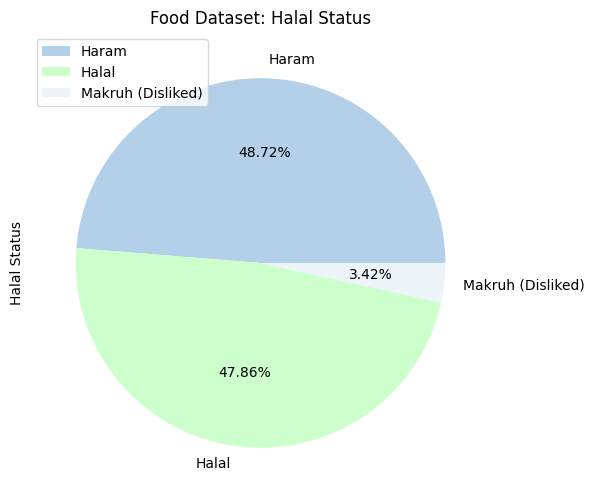 Food Dataset: Halal Status
Haram
Halal
Makruh (Disliked)
Haram
48.72%
Halal Status
3.42%
Makruh (Disliked)
47.86%
Halal